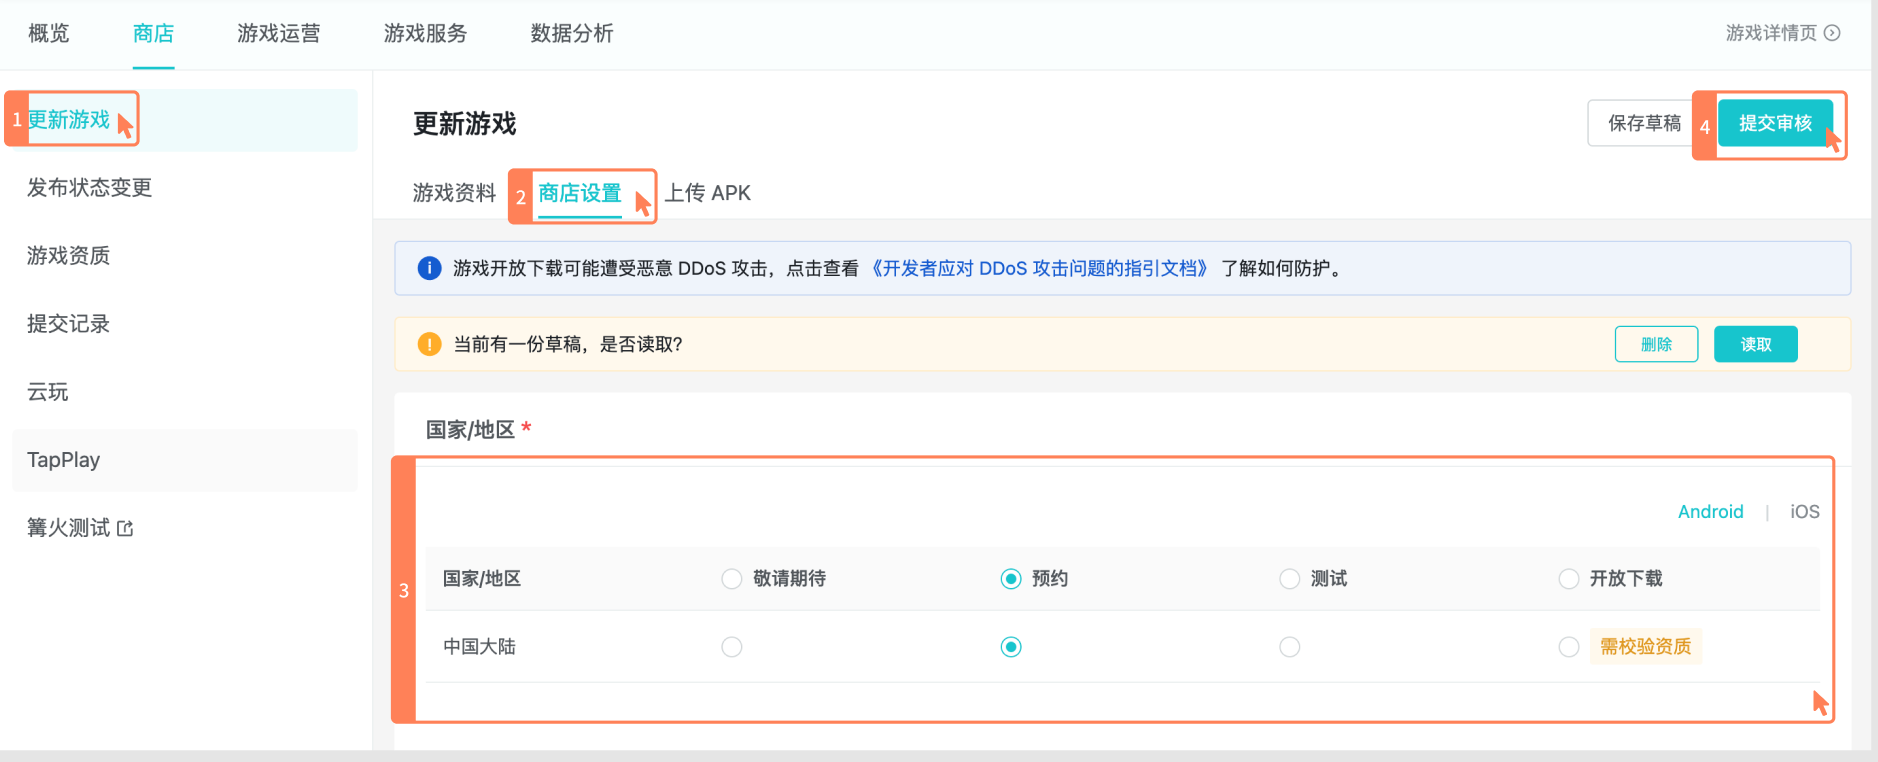 概览 商店 游戏运营 游戏服务 数据分析 游戏详情页
1 更新游戏
发布状态变更
游戏资质
提交记录
云玩
TapPlay
篝火测试
更新游戏 保存草稿 4 提交审核
游戏资料 2 商店设置 上传 APK
游戏开放下载可能遭受恶意 DDoS 攻击，点击查看 《开发者应对 DDoS 攻击问题的指引文档》 了解如何防护。
当前有一份草稿，是否读取? 删除 读取
国家/地区 *
3
Android | iOS
国家/地区 敬请期待 预约 测试 开放下载
中国大陆 需校验资质